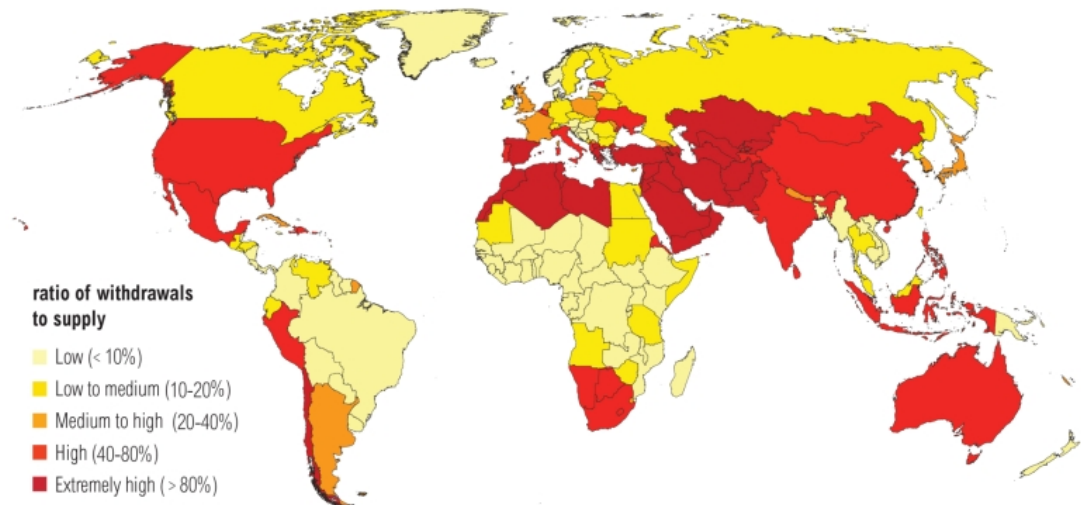 ratio of withdrawals
to supply
Low (< 10%)
Low to medium (10-20%)
Medium to high (20-40%)
High (40-80%)
Extremely high ( > 80%)